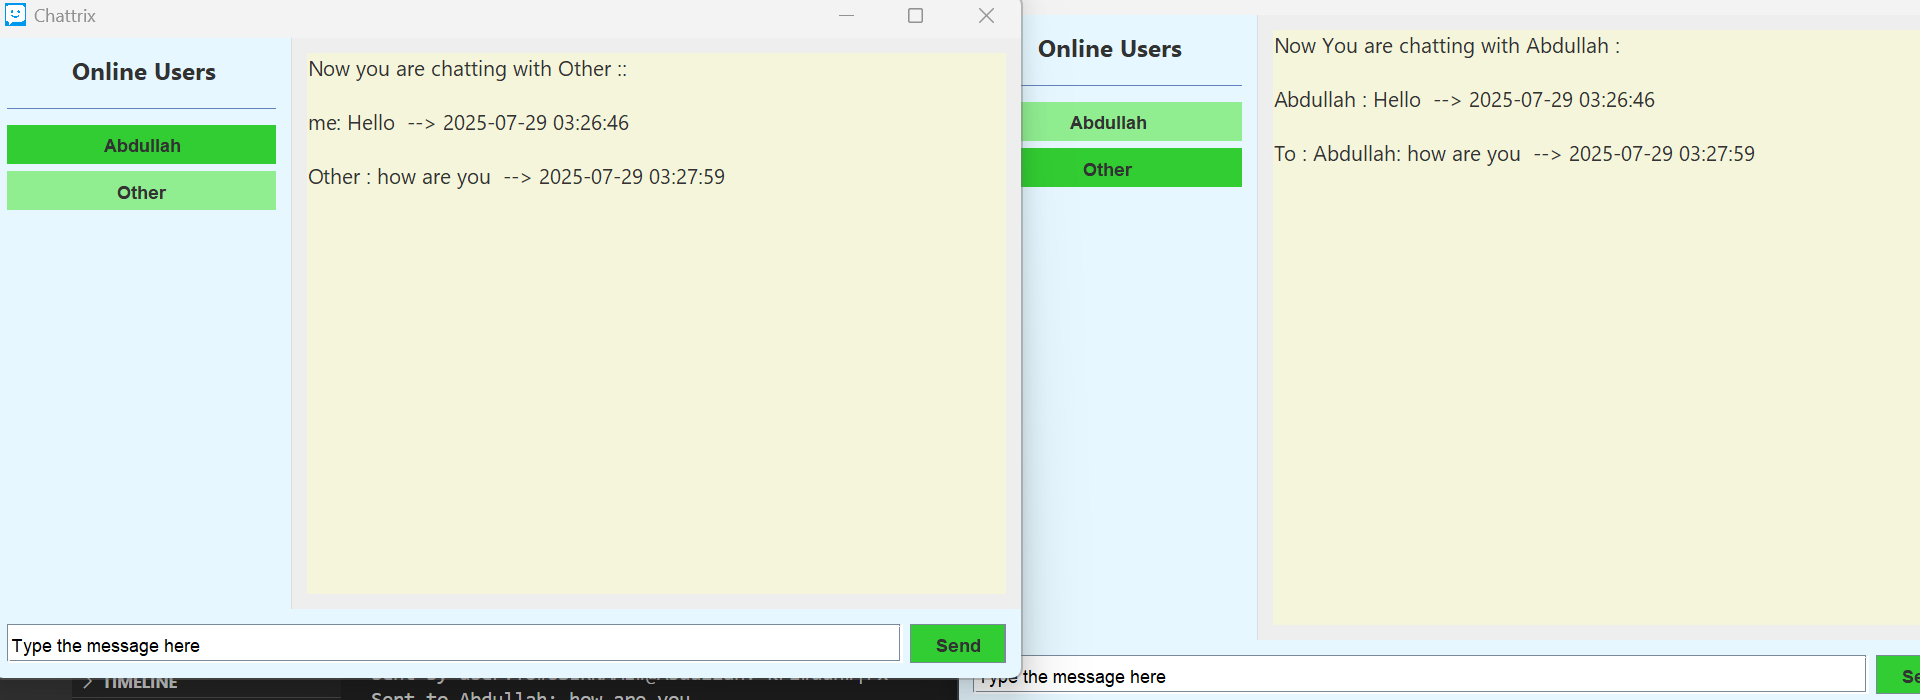 Chattrix
Online Users
Abdullah
Other
Now you are chatting with Other ::
me: Hello --> 2025-07-29 03:26:46
Other : how are you --> 2025-07-29 03:27:59
Type the message here
Send
Online Users
Abdullah
Other
Now You are chatting with Abdullah :
Abdullah : Hello --> 2025-07-29 03:26:46
To : Abdullah: how are you --> 2025-07-29 03:27:59
Type the message here
TIMELINE
Sent to Abdullah: how are you